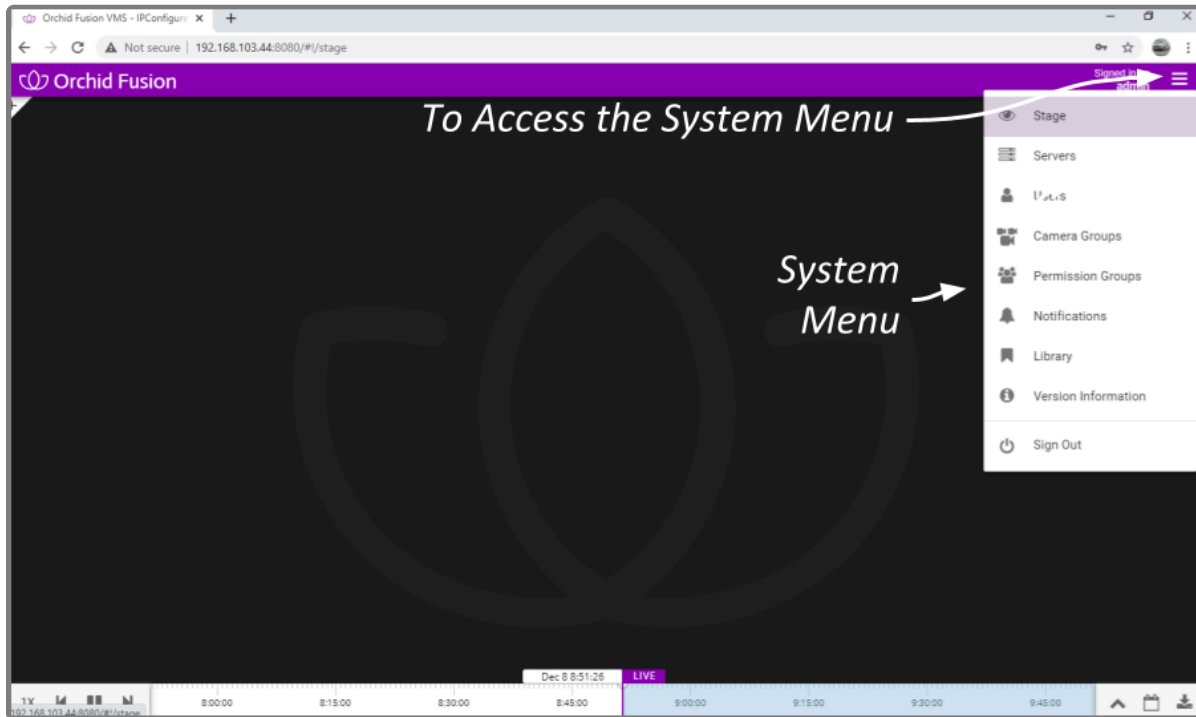 Orchid Fusion VMS - IPConfigure
Not secure | 192.168.103.44:8080/#!/stage
Orchid Fusion
Signed in
admin
To Access the System Menu
Stage
Servers
Camera Groups
System
Menu
Permission Groups
Notifications
Library
Version Information
Sign Out
Dec 8 8:51:26 LIVE
1X 8:00:00 8:15:00 8:30:00 8:45:00 9:00:00 9:15:00 9:30:00 9:45:00
192.168.103.44:8080/#!/stage